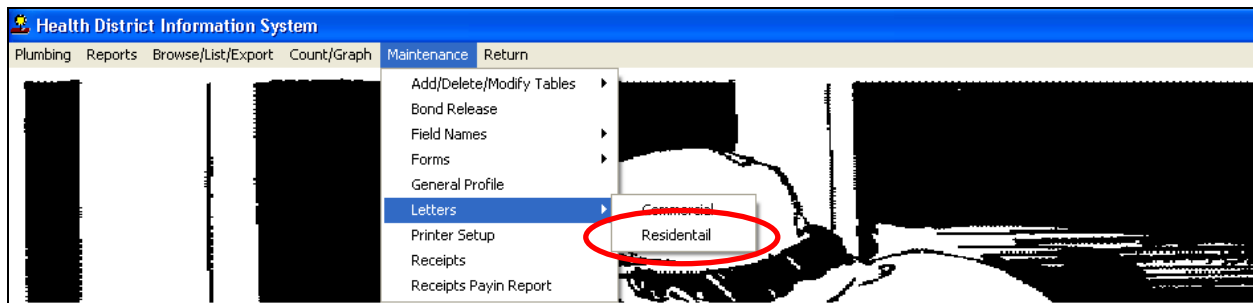 Health District Information System
Plumbing Reports Browse/List/Export Count/Graph Maintenance Return
Add/Delete/Modify Tables
Bond Release
Field Names
Forms
General Profile
Letters
Commercial
Printer Setup
Residentail
Receipts
Receipts Payin Report